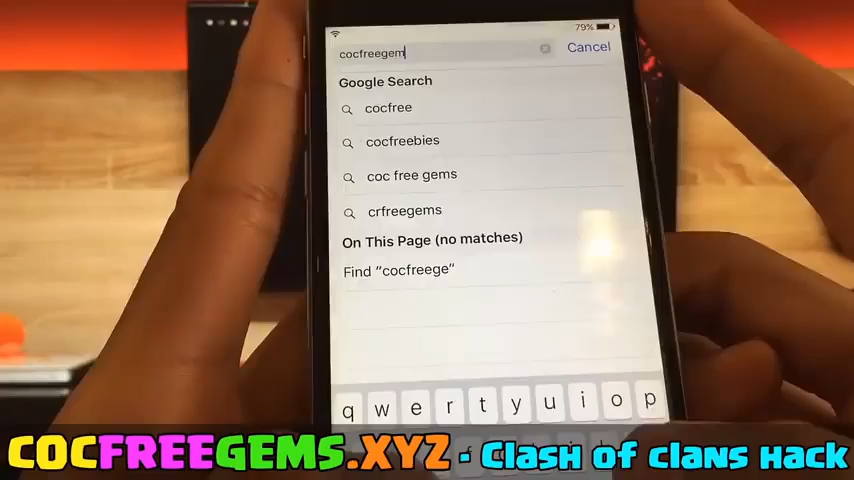 79%
cocfreegem
Cancel
Google Search
cocfree
cocfreebies
coc free gems
crfreegems
On This Page (no matches)
Find "cocfreege"
q w e r t y u i o p
COCFREEGEMS.XYZ - Clash of clans hack